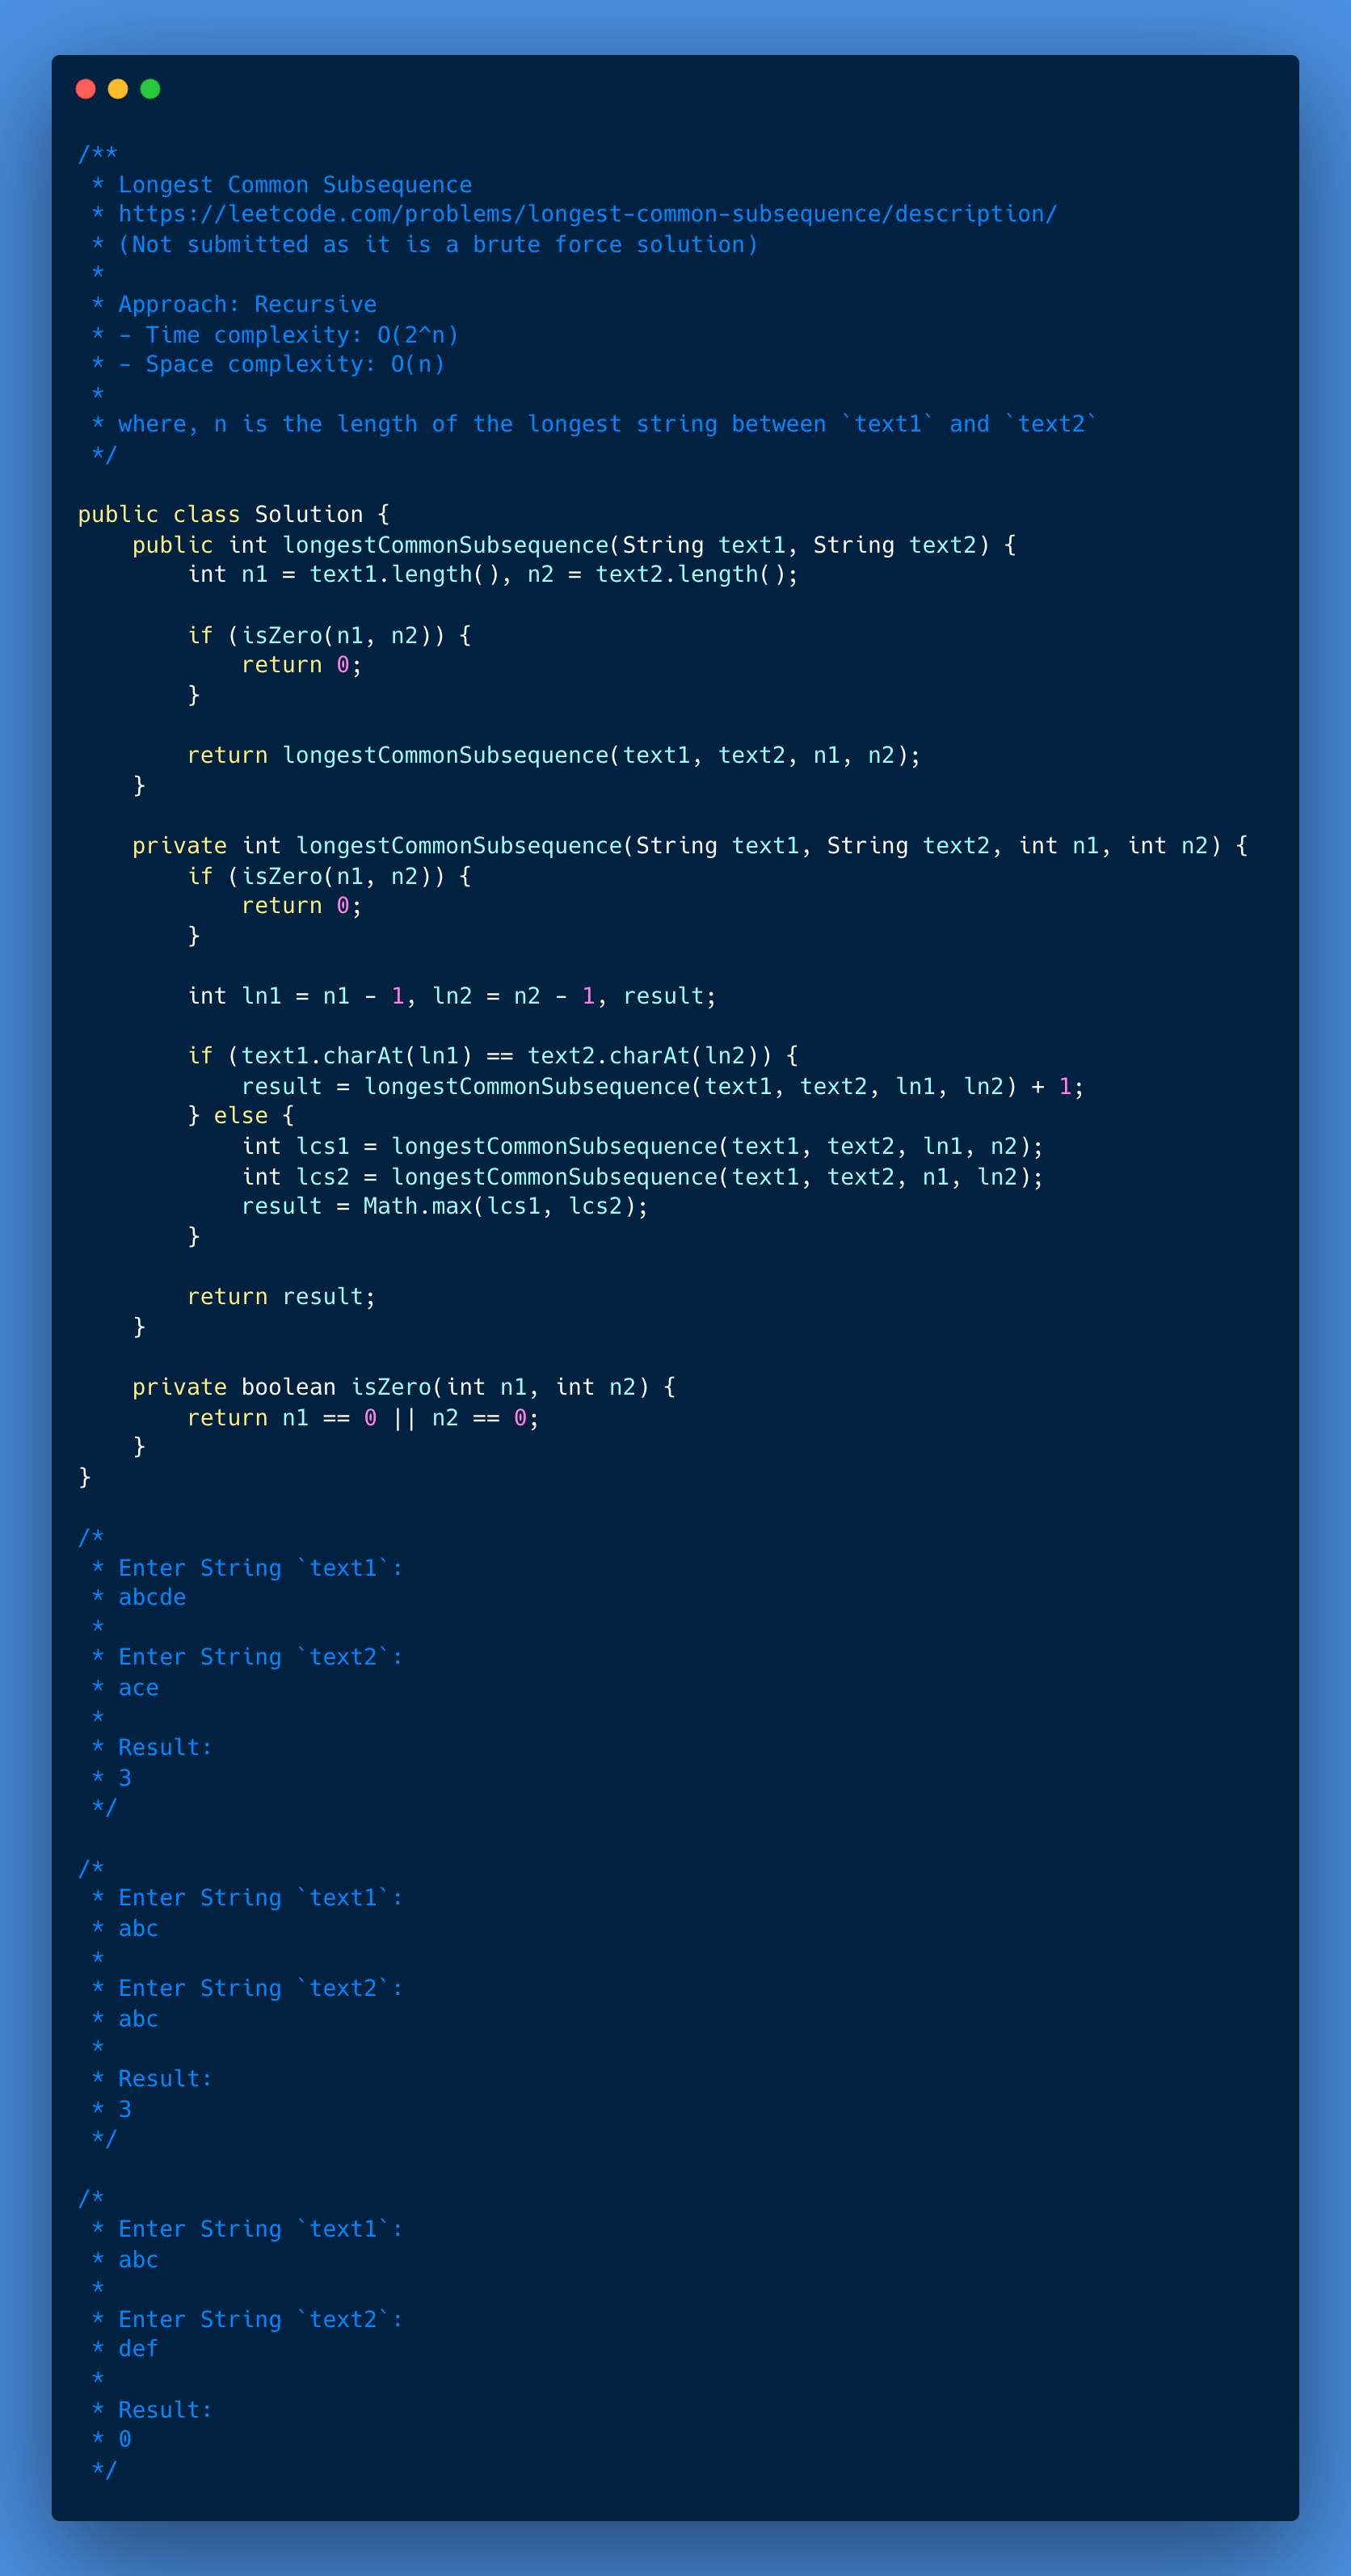 /**
 * Longest Common Subsequence
 * https://leetcode.com/problems/longest-common-subsequence/description/
 * (Not submitted as it is a brute force solution)
 *
 * Approach: Recursive
 * - Time complexity: O(2^n)
 * - Space complexity: O(n)
 *
 * where, n is the length of the longest string between `text1` and `text2`
 */

public class Solution {
    public int longestCommonSubsequence(String text1, String text2) {
        int n1 = text1.length(), n2 = text2.length();

        if (isZero(n1, n2)) {
            return 0;
        }

        return longestCommonSubsequence(text1, text2, n1, n2);
    }

    private int longestCommonSubsequence(String text1, String text2, int n1, int n2) {
        if (isZero(n1, n2)) {
            return 0;
        }

        int ln1 = n1 - 1, ln2 = n2 - 1, result;

        if (text1.charAt(ln1) == text2.charAt(ln2)) {
            result = longestCommonSubsequence(text1, text2, ln1, ln2) + 1;
        } else {
            int lcs1 = longestCommonSubsequence(text1, text2, ln1, n2);
            int lcs2 = longestCommonSubsequence(text1, text2, n1, ln2);
            result = Math.max(lcs1, lcs2);
        }

        return result;
    }

    private boolean isZero(int n1, int n2) {
        return n1 == 0 || n2 == 0;
    }
}

/*
 * Enter String `text1`:
 * abcde
 *
 * Enter String `text2`:
 * ace
 *
 * Result:
 * 3
 */

/*
 * Enter String `text1`:
 * abc
 *
 * Enter String `text2`:
 * abc
 *
 * Result:
 * 3
 */

/*
 * Enter String `text1`:
 * abc
 *
 * Enter String `text2`:
 * def
 *
 * Result:
 * 0
 */